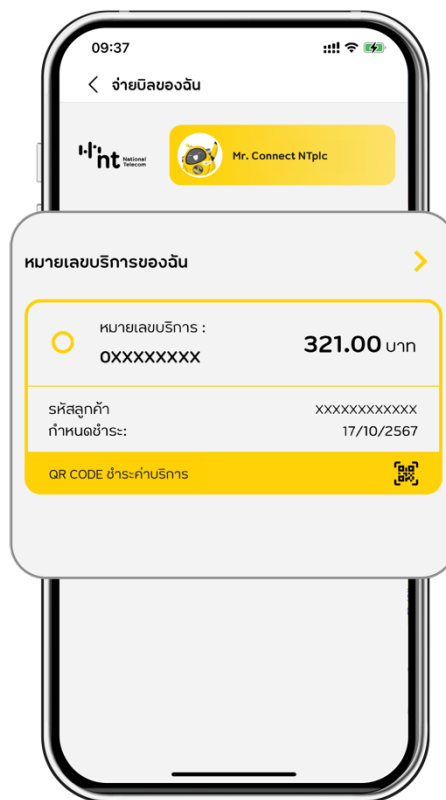 09:37
จ่ายบิลของฉัน
nt National Telecom
Mr. Connect NTplc
หมายเลขบริการของฉัน
หมายเลขบริการ :
0XXXXXXXX
321.00 บาท
รหัสลูกค้า XXXXXXXXXXXX
กำหนดชำระ: 17/10/2567
QR CODE ชำระค่าบริการ